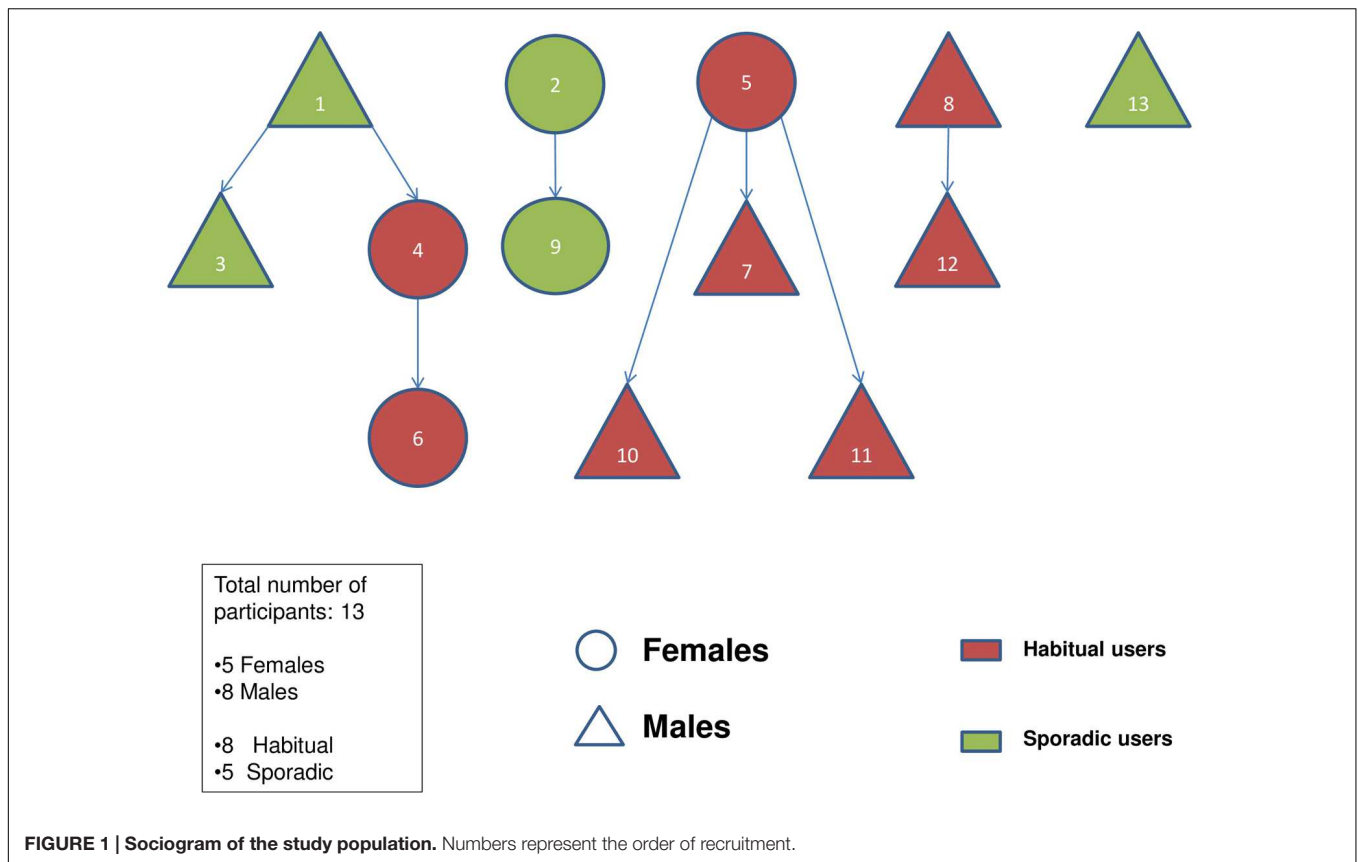 1
2
5
8
13
3
4
9
7
12
6
10
11
Total number of
participants: 13
•5 Females
•8 Males
•8 Habitual
•5 Sporadic
Females
Males
Habitual users
Sporadic users
FIGURE 1 | Sociogram of the study population. Numbers represent the order of recruitment.